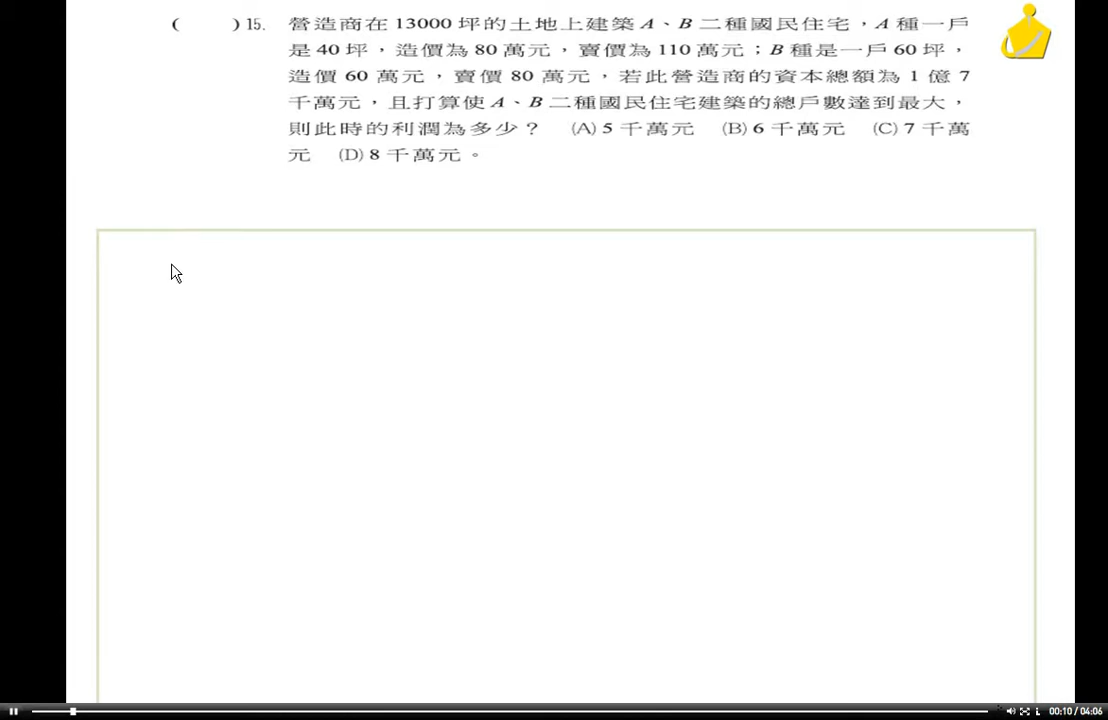 (    ) 15. 營造商在 13000 坪的土地上建築 A、B 二種國民住宅，A 種一戶
是 40 坪，造價為 80 萬元，賣價為 110 萬元；B 種是一戶 60 坪，
造價 60 萬元，賣價 80 萬元，若此營造商的資本總額為 1 億 7
千萬元，且打算使 A、B 二種國民住宅建築的總戶數達到最大，
則此時的利潤為多少？ (A) 5 千萬元 (B) 6 千萬元 (C) 7 千萬
元 (D) 8 千萬元。
00:10 / 04:06